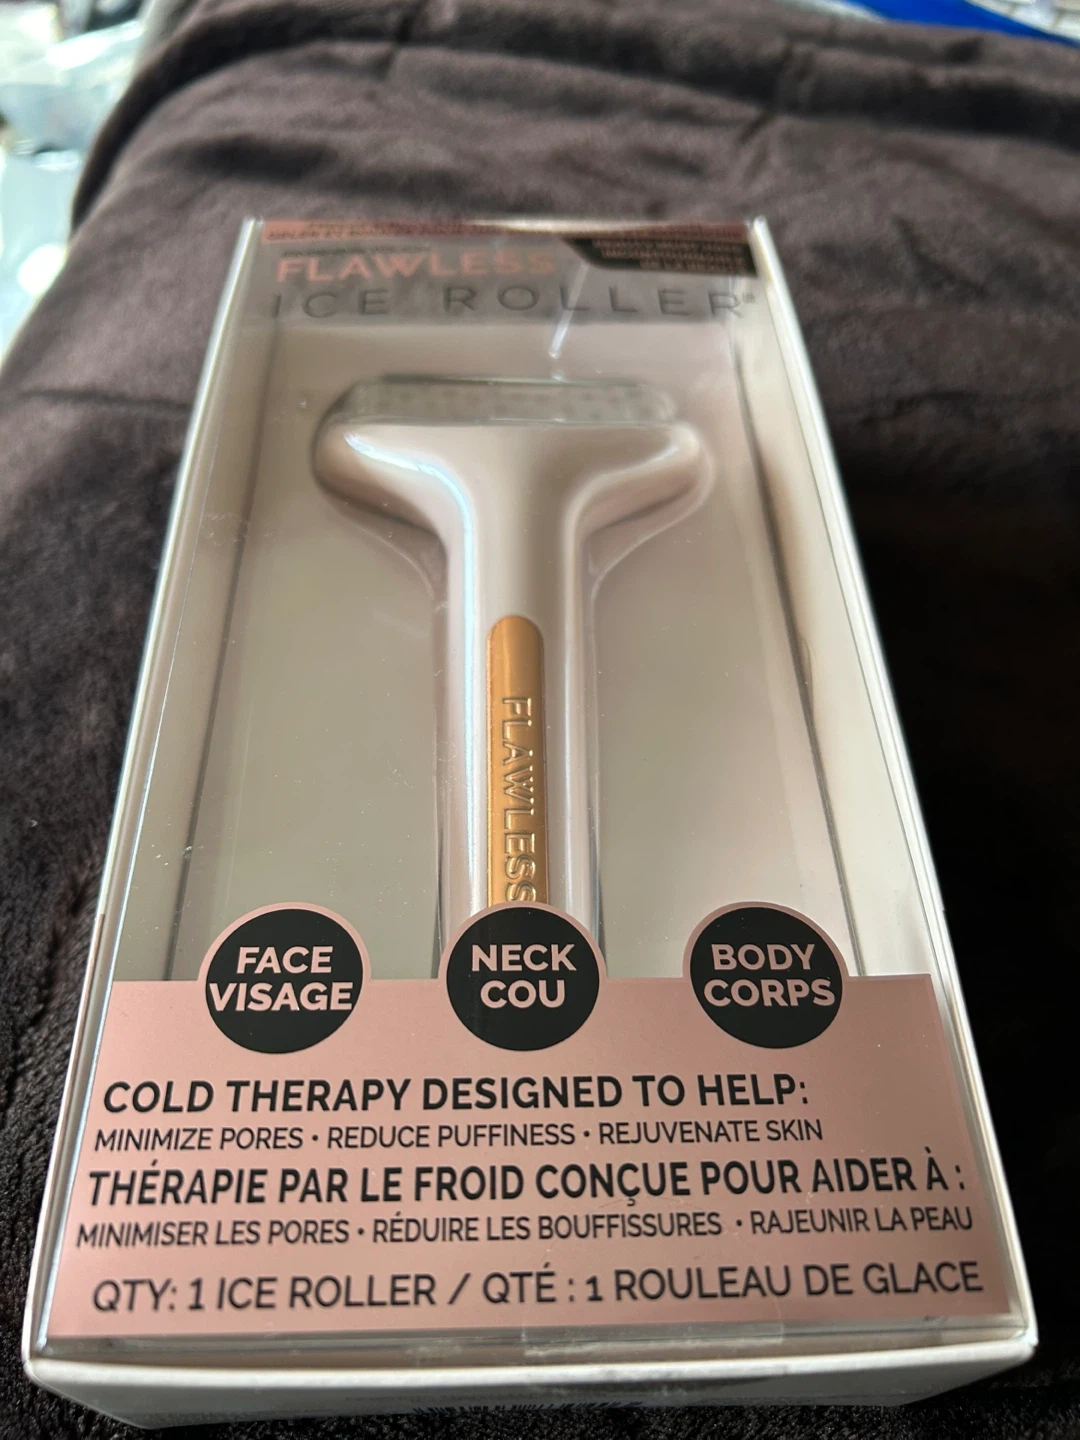 FLAWLESS
ICE ROLLER®
FLAWLESS
FACE
VISAGE
NECK
COU
BODY
CORPS
COLD THERAPY DESIGNED TO HELP:
MINIMIZE PORES • REDUCE PUFFINESS • REJUVENATE SKIN
THÉRAPIE PAR LE FROID CONÇUE POUR AIDER À :
MINIMISER LES PORES • RÉDUIRE LES BOUFFISSURES • RAJEUNIR LA PEAU
QTY: 1 ICE ROLLER / QTÉ : 1 ROULEAU DE GLACE